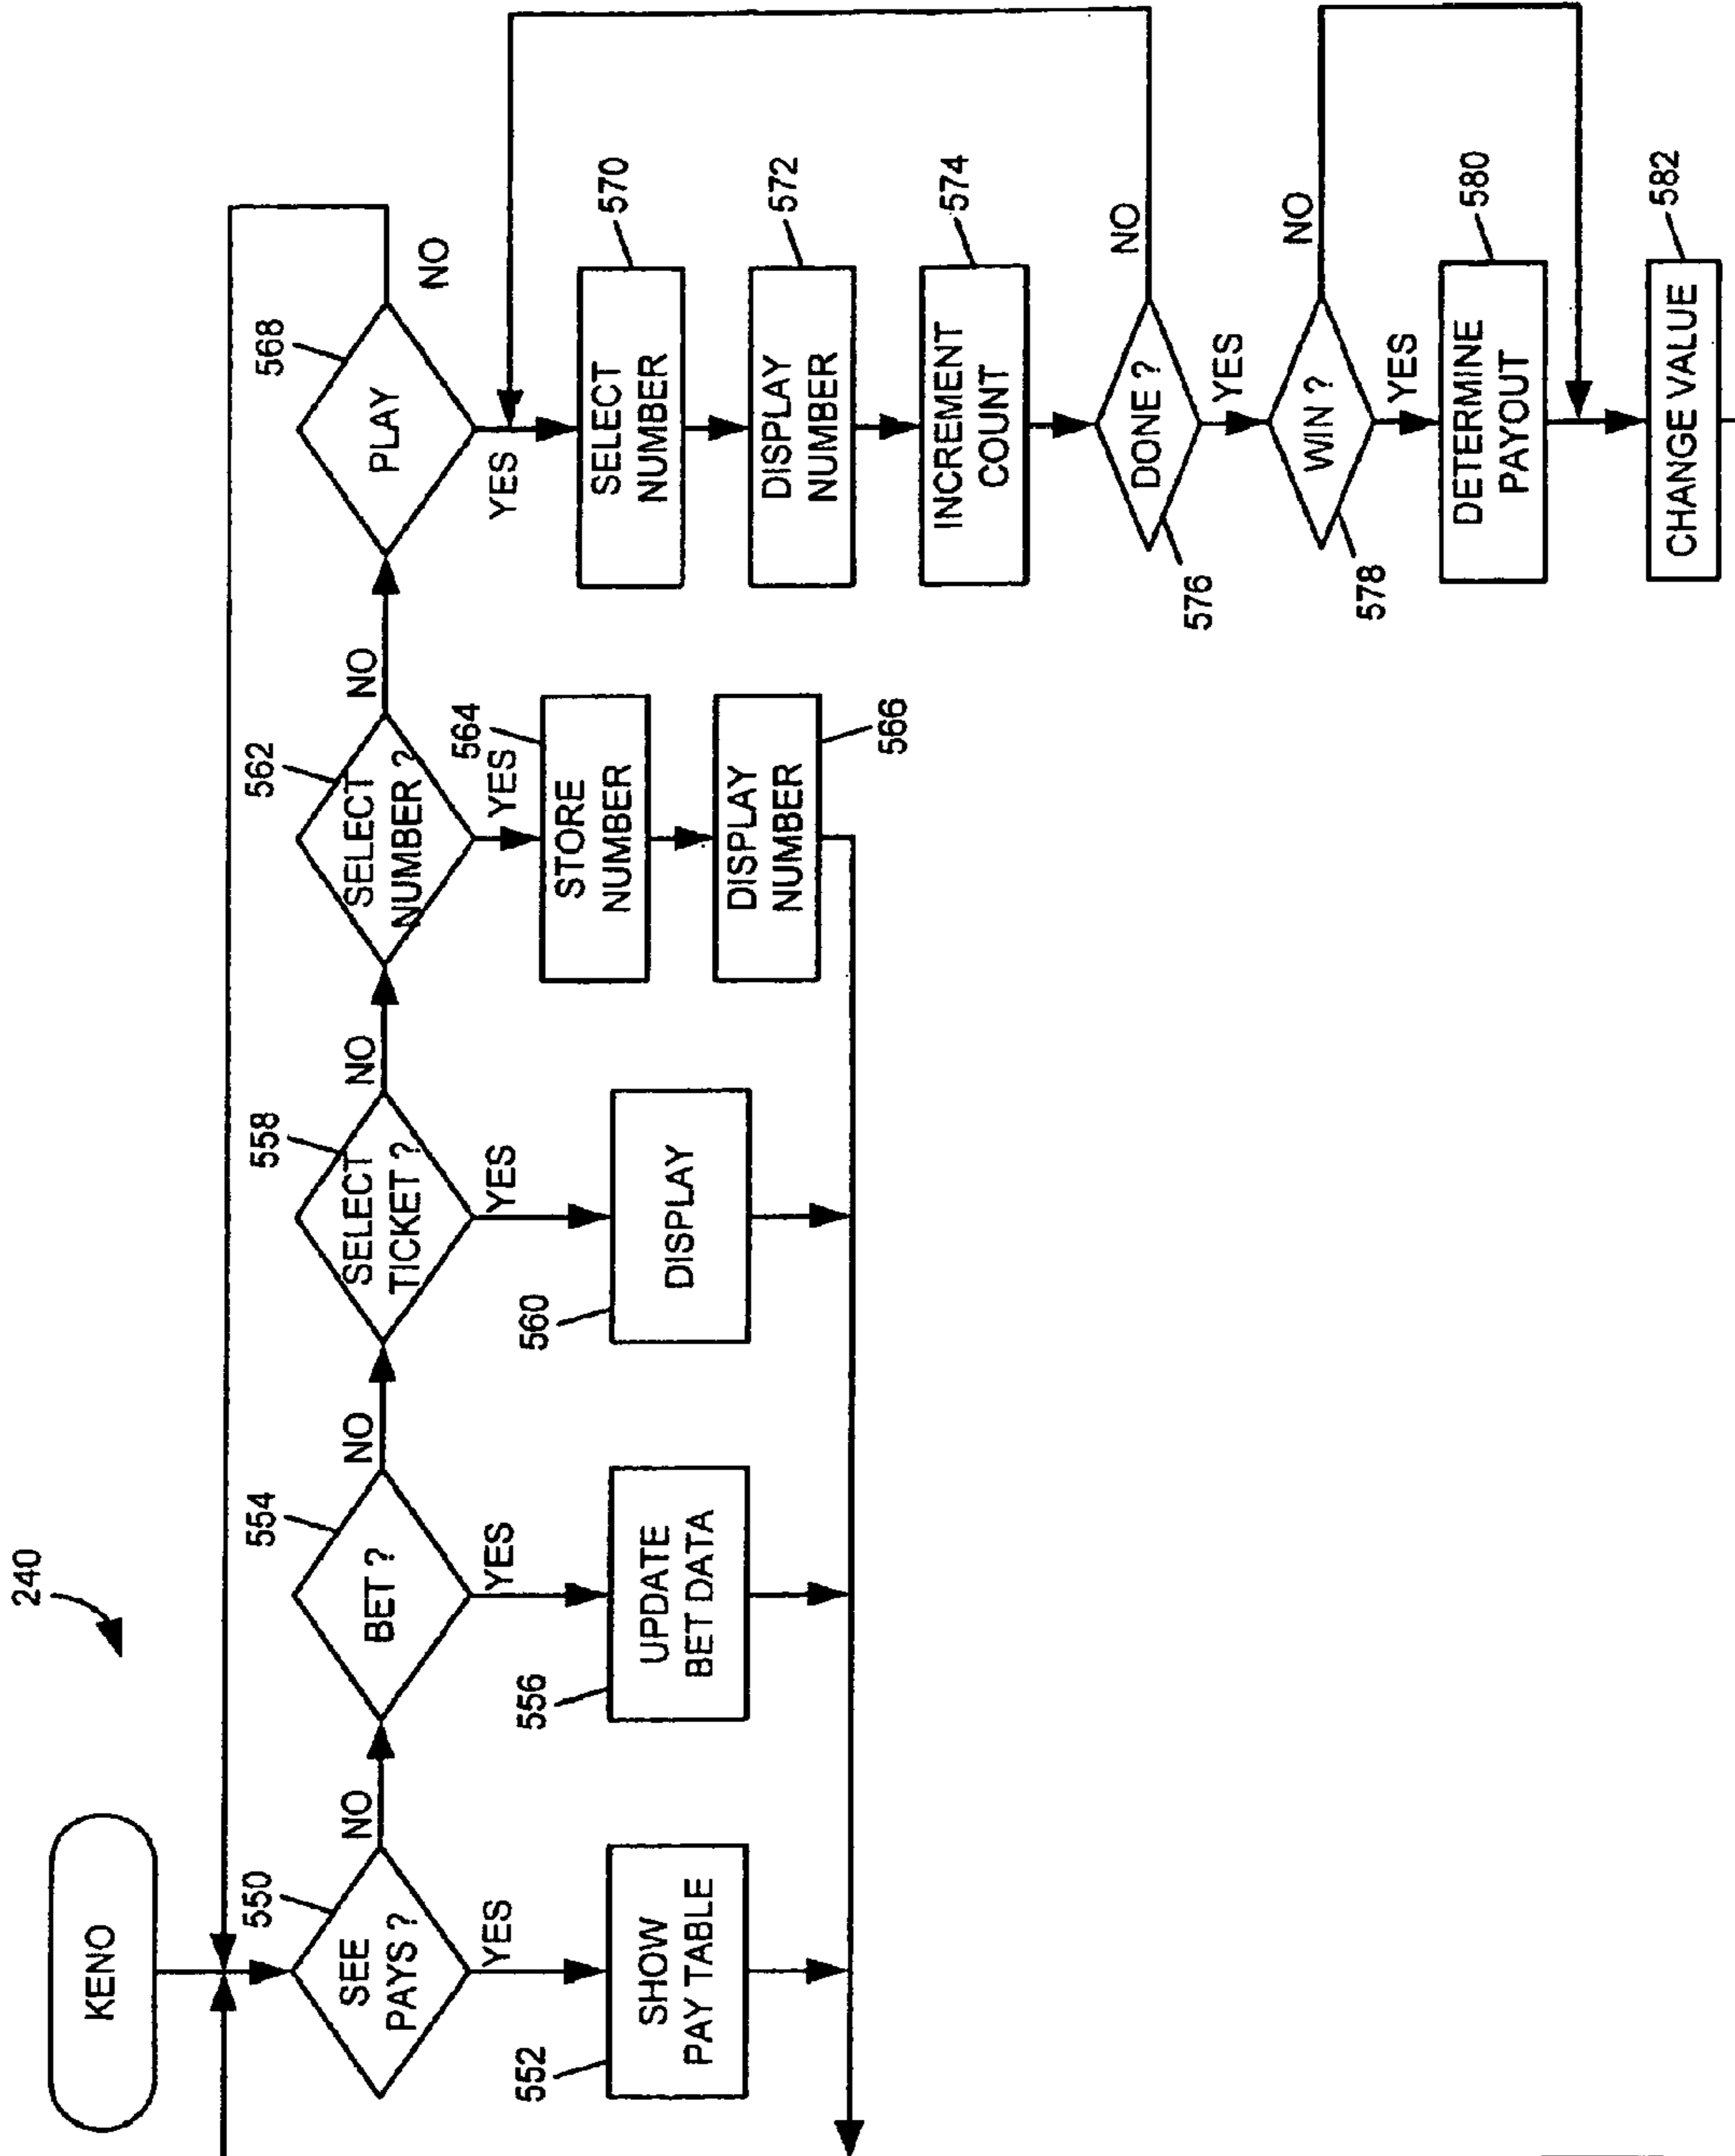 240
KENO
550
SEE
PAYS ?
NO
YES
552
SHOW
PAY TABLE
554
BET ?
NO
YES
556
UPDATE
BET DATA
558
SELECT
TICKET ?
NO
YES
560
DISPLAY
562
SELECT
NUMBER ?
NO
YES
564
STORE
NUMBER
566
DISPLAY
NUMBER
568
PLAY
NO
YES
570
SELECT
NUMBER
572
DISPLAY
NUMBER
574
INCREMENT
COUNT
576
DONE ?
NO
YES
578
WIN ?
NO
YES
580
DETERMINE
PAYOUT
582
CHANGE VALUE